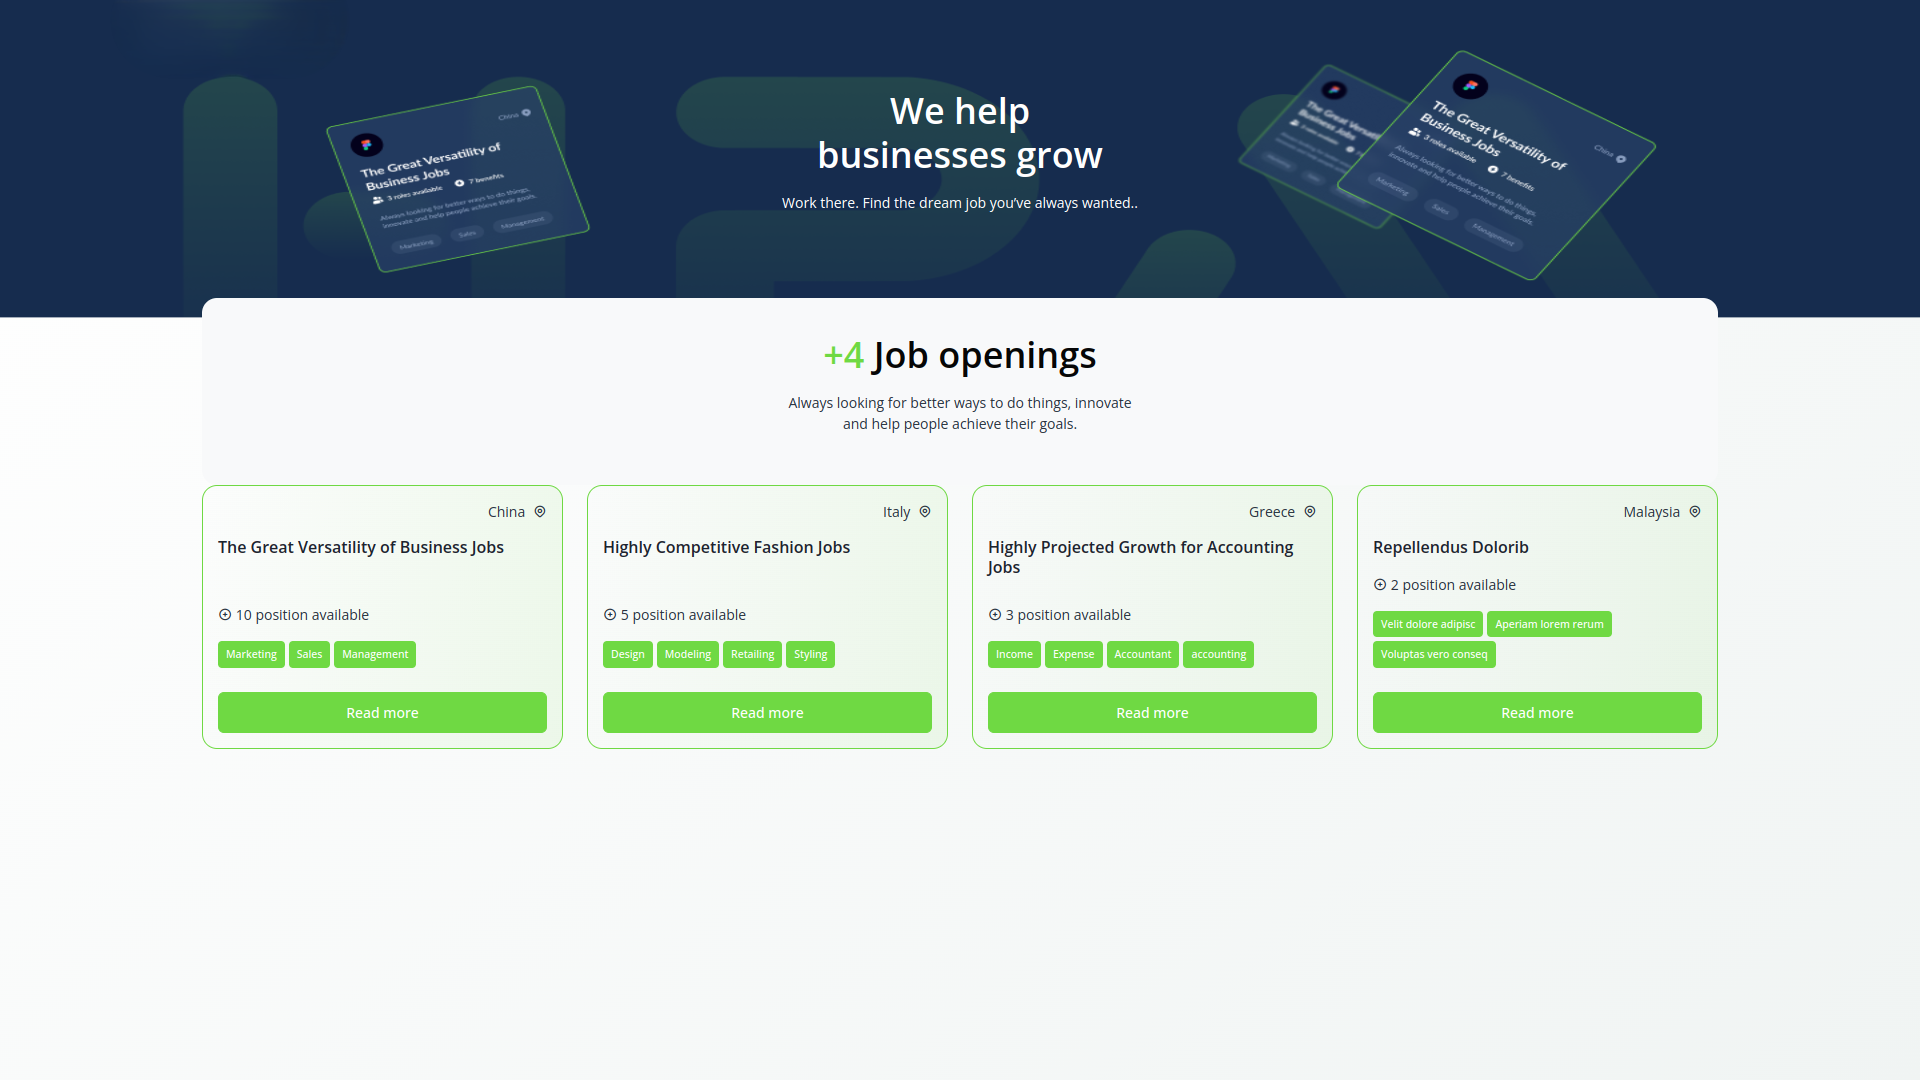 We help
businesses grow
Work there. Find the dream job you’ve always wanted..
China
The Great Versatility of
Business Jobs
3 roles available 7 benefits
Always looking for better ways to do things,
innovate and help people achieve their goals.
Marketing Sales Management
The Great Versati
Business Jobs
China
The Great Versatility of
Business Jobs
3 roles available 7 benefits
Always looking for better ways to do things,
innovate and help people achieve their goals.
Marketing Sales Management
+4 Job openings
Always looking for better ways to do things, innovate
and help people achieve their goals.
China
The Great Versatility of Business Jobs
10 position available
Marketing Sales Management
Read more
Italy
Highly Competitive Fashion Jobs
5 position available
Design Modeling Retailing Styling
Read more
Greece
Highly Projected Growth for Accounting
Jobs
3 position available
Income Expense Accountant accounting
Read more
Malaysia
Repellendus Dolorib
2 position available
Velit dolore adipisc Aperiam lorem rerum
Voluptas vero conseq
Read more